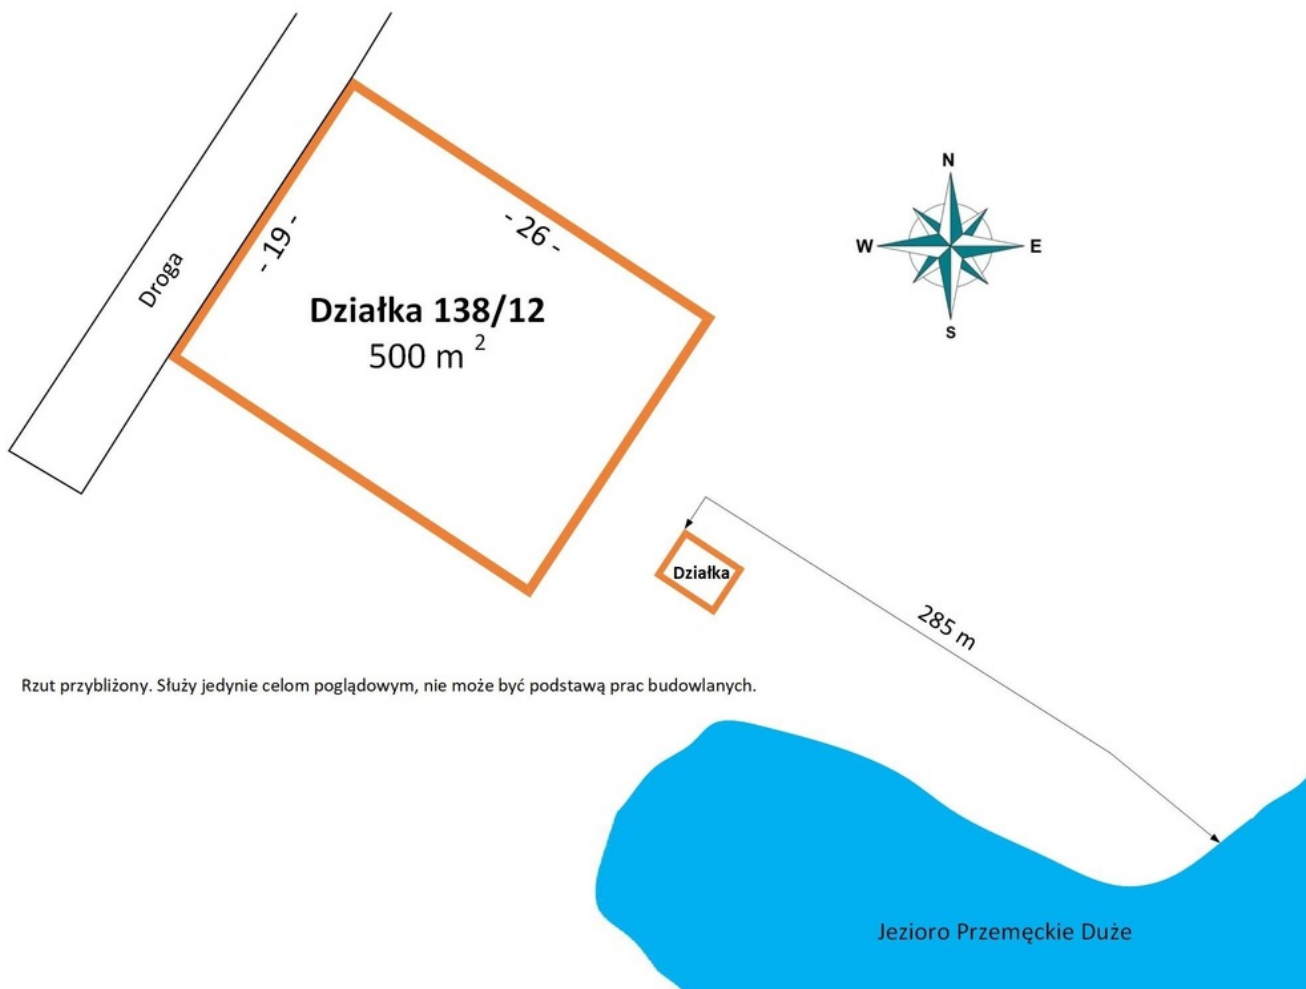 N
W
E
S
Droga
- 19 -
- 26 -
Działka 138/12
500 m ²
Działka
285 m
Rzut przybliżony. Służy jedynie celom poglądowym, nie może być podstawą prac budowlanych.
Jezioro Przemęckie Duże